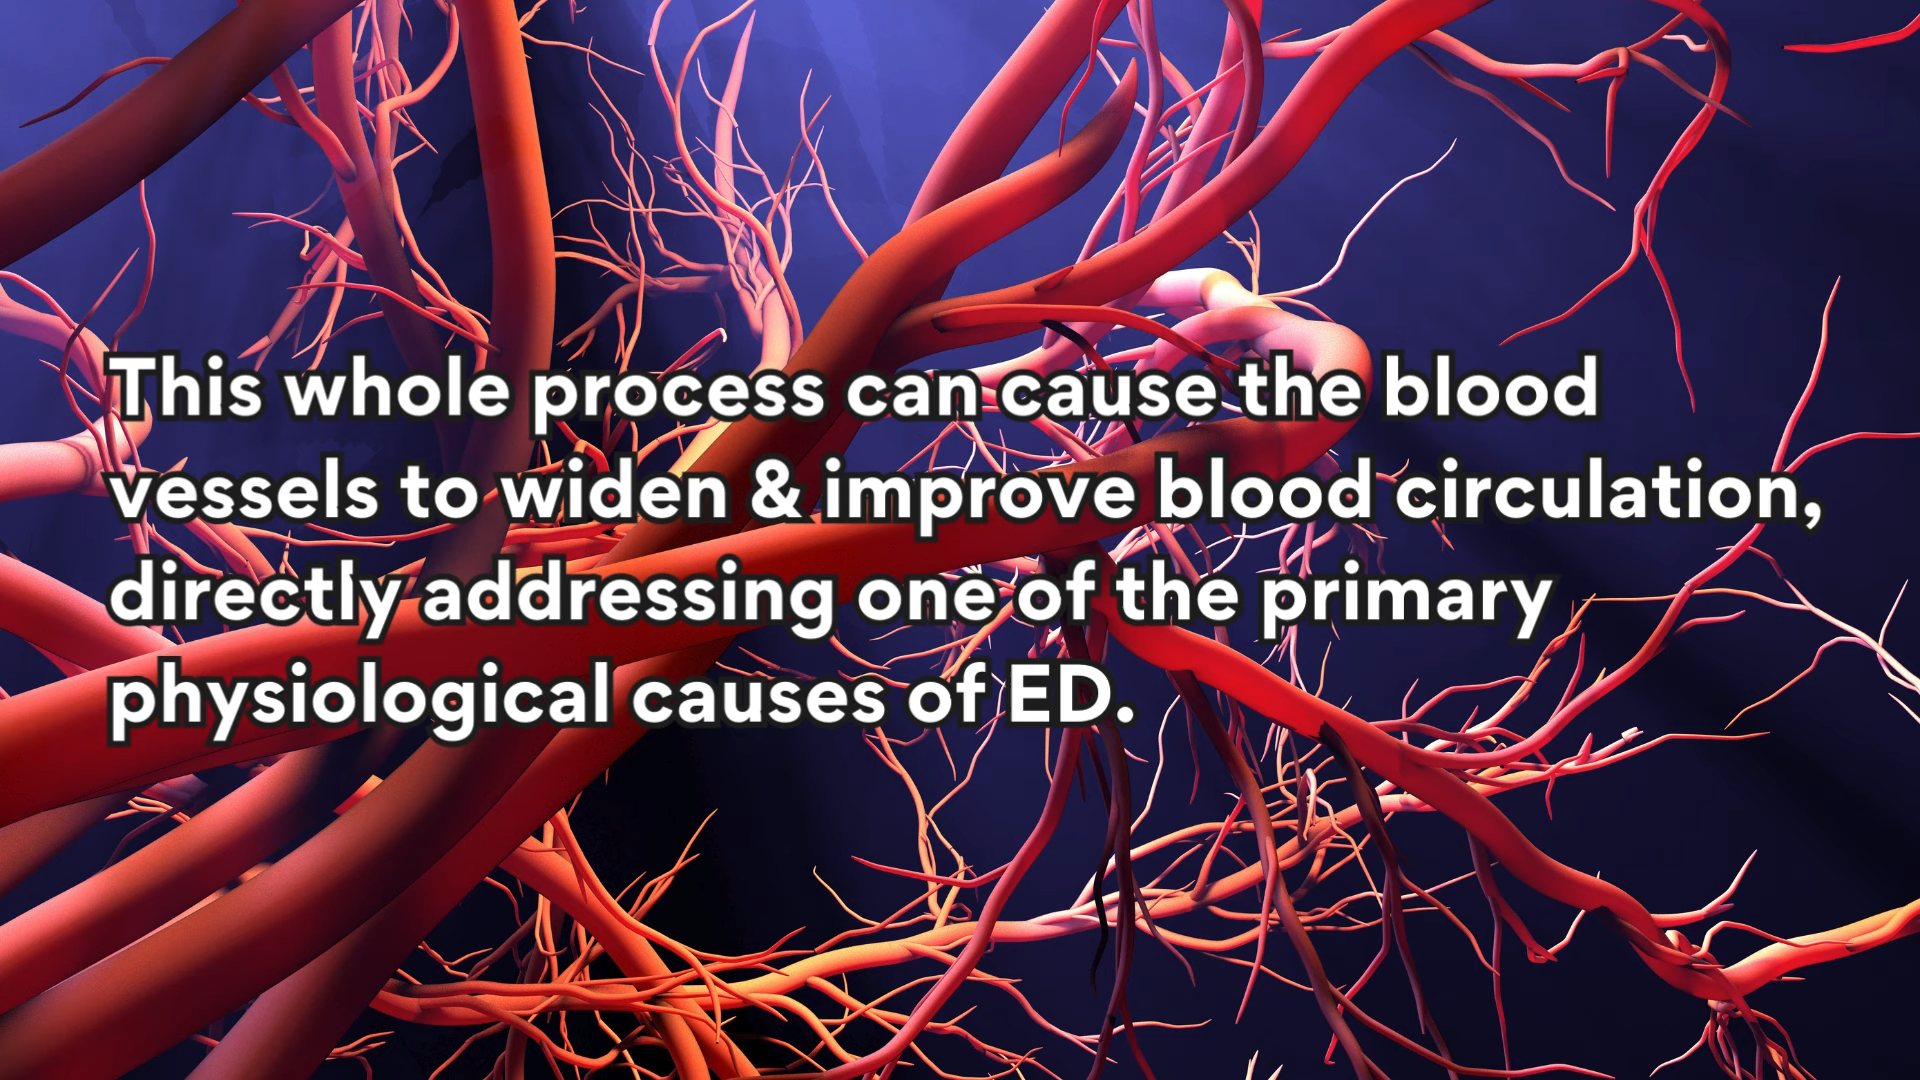 This whole process can cause the blood
vessels to widen & improve blood circulation,
directly addressing one of the primary
physiological causes of ED.